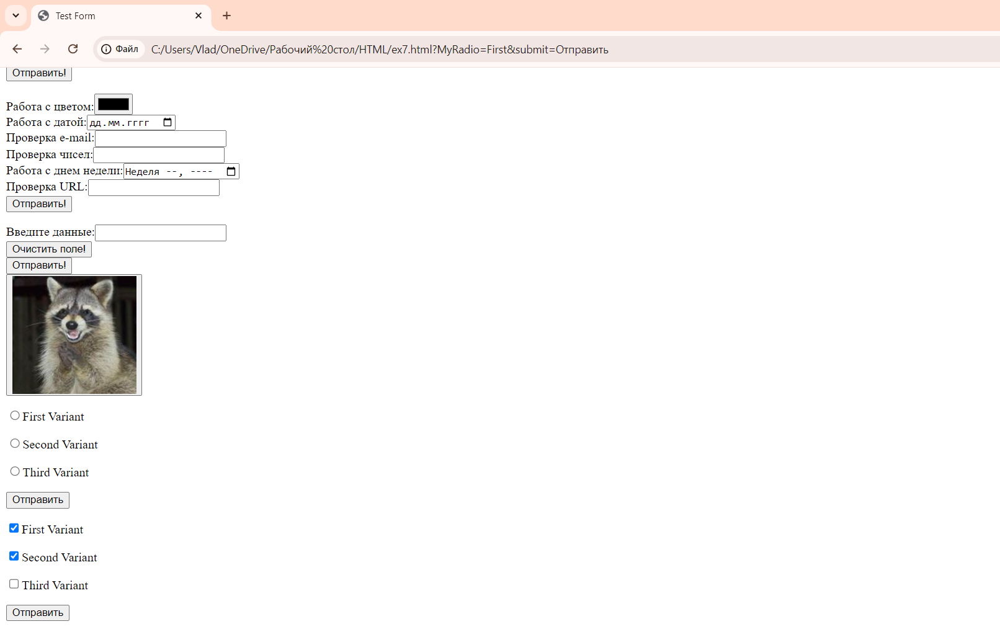 Test Form
Файл C:/Users/Vlad/OneDrive/Рабочий%20стол/HTML/ex7.html?MyRadio=First&submit=Отправить
Отправить!
Работа с цветом:
Работа с датой: дд.мм.гггг
Проверка e-mail:
Проверка чисел:
Работа с днем недели: Неделя --, ----
Проверка URL:
Отправить!
Введите данные:
Очистить поле!
Отправить!
First Variant
Second Variant
Third Variant
Отправить
First Variant
Second Variant
Third Variant
Отправить